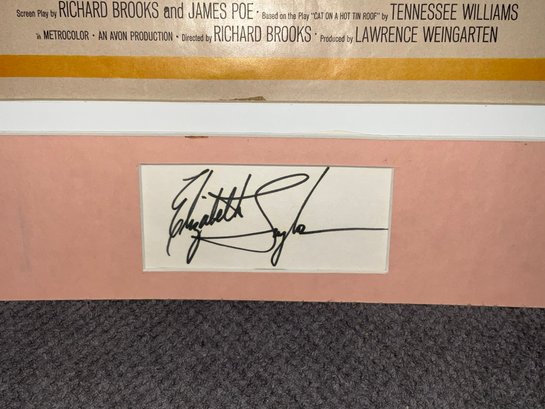 Screen Play by RICHARD BROOKS and JAMES POE · Based on the Play "CAT ON A HOT TIN ROOF" by TENNESSEE WILLIAMS
in METROCOLOR · AN AVON PRODUCTION · Directed by RICHARD BROOKS · Produced by LAWRENCE WEINGARTEN
Elizabeth Taylor